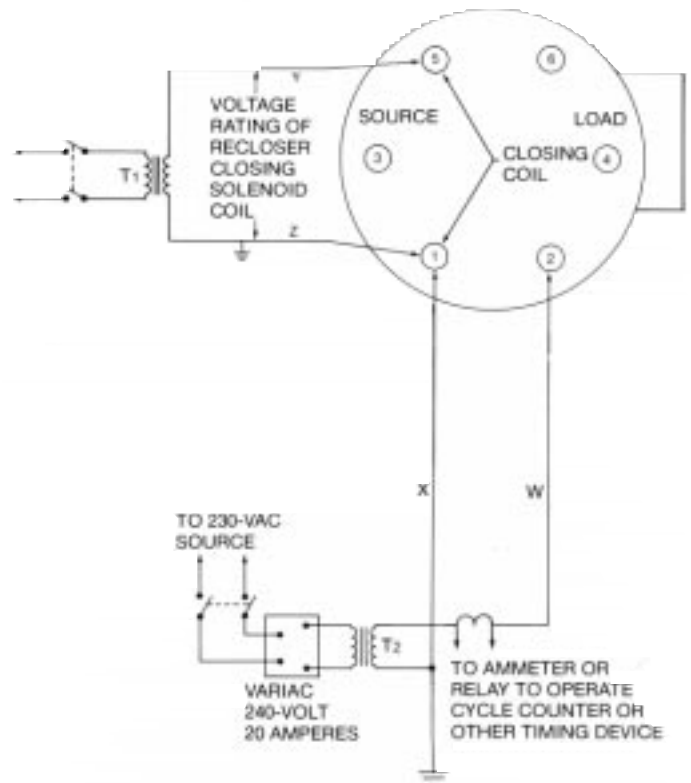 5
6
Y
VOLTAGE
RATING OF
RECLOSER
CLOSING
SOLENOID
COIL
SOURCE
LOAD
3
CLOSING
COIL
4
T1
Z
1
2
X
W
TO 230-VAC
SOURCE
T2
VARIAC
240-VOLT
20 AMPERES
TO AMMETER OR
RELAY TO OPERATE
CYCLE COUNTER OR
OTHER TIMING DEVICE